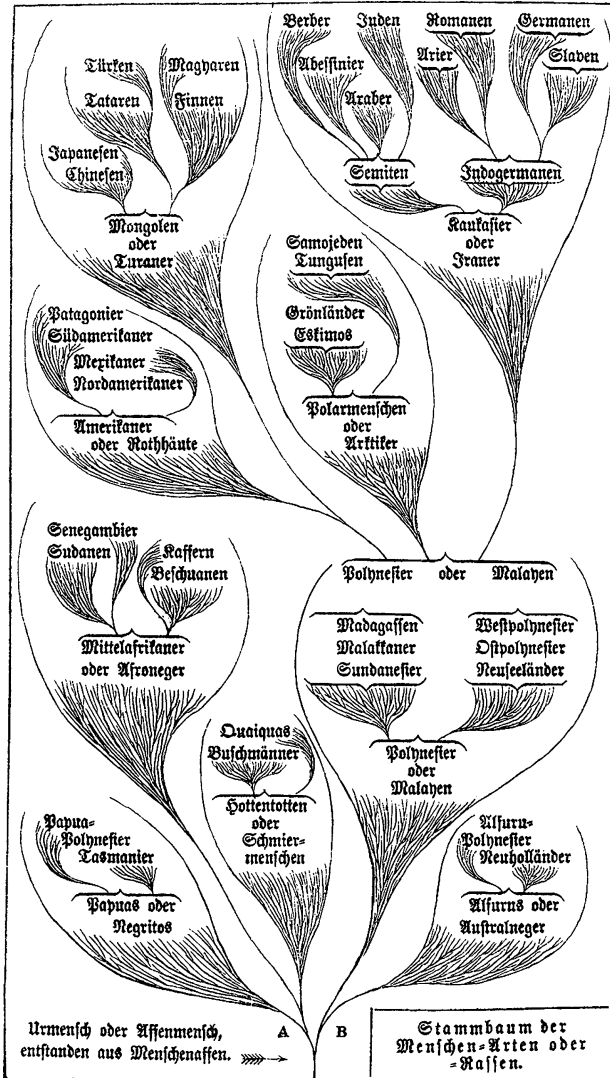 Berber
Juden
Romanen
Germanen
Türken
Magyaren
Abessinier
Arier
Slaven
Tataren
Finnen
Araber
Japanesen
Chinesen
Semiten
Indogermanen
Mongolen
oder
Turaner
Kaukasier
oder
Iraner
Samojeden
Tungusen
Patagonier
Südamerikaner
Grönländer
Eskimos
Mexikaner
Nordamerikaner
Polarmenschen
oder
Arktiker
Amerikaner
oder Rothhäute
Senegambier
Sudanen
Kaffern
Beschuanen
Polynesier oder Malayen
Mittelafrikaner
oder Afroneger
Madagassen
Malakkaner
Sundanesier
Westpolynesier
Ostpolynesier
Neuseeländer
Quaiquas
Buschmänner
Polynesier
oder
Malayen
Hottentotten
oder
Schmier-
menschen
Papua-
Polynesier
Tasmanier
Alfuru-
Polynesier
Neuholländer
Papuas oder
Negritos
Alfurus oder
Australneger
Urmensch oder Affenmensch,
entstanden aus Menschenaffen.
A B
Stammbaum der
Menschen-Arten oder
-Rassen.